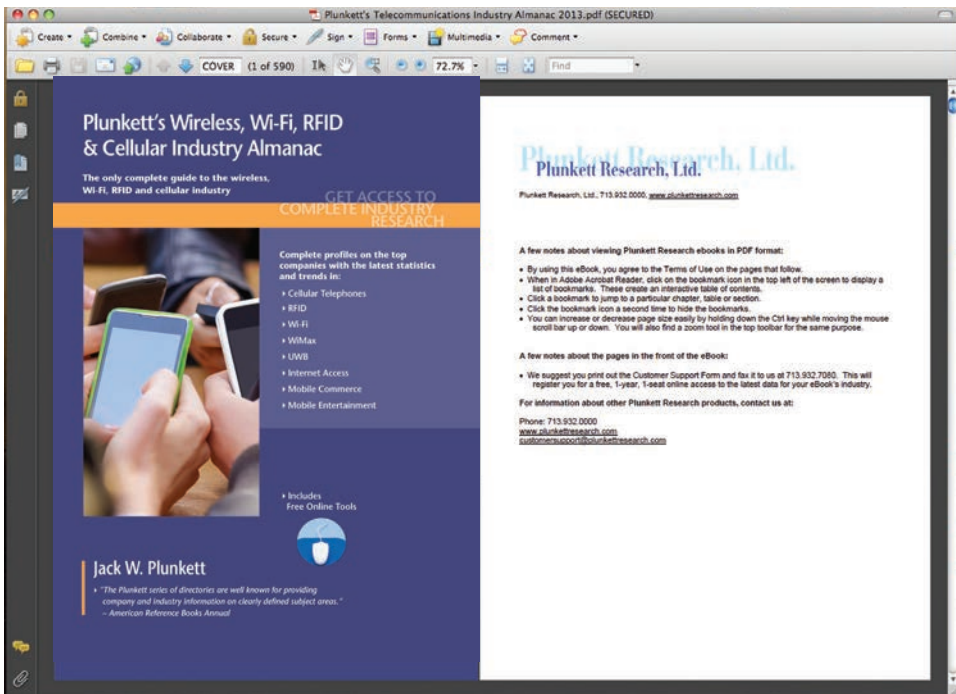 Plunkett's Telecommunications Industry Almanac 2013.pdf (SECURED)
Create Combine Collaborate Secure Sign Forms Multimedia Comment
COVER (1 of 590) 72.7% Find
Plunkett's Wireless, Wi-Fi, RFID
& Cellular Industry Almanac
The only complete guide to the wireless,
Wi-Fi, RFID and cellular industry
GET ACCESS TO
COMPLETE INDUSTRY
RESEARCH
Complete profiles on the top
companies with the latest statistics
and trends in:
Cellular Telephones
RFID
Wi-Fi
WiMax
UWB
Internet Access
Mobile Commerce
Mobile Entertainment
Includes
Free Online Tools
Jack W. Plunkett
"The Plunkett series of directories are well known for providing
company and industry information on clearly defined subject areas."
– American Reference Books Annual
Plunkett Research, Ltd.
Plunkett Research, Ltd.
Plunkett Research, Ltd., 713.932.0000, www.plunkettresearch.com
A few notes about viewing Plunkett Research ebooks in PDF format:
• By using this eBook, you agree to the Terms of Use on the pages that follow.
• When in Adobe Acrobat Reader, click on the bookmark icon in the top left of the screen to display a
list of bookmarks. These create an interactive table of contents.
• Click a bookmark to jump to a particular chapter, table or section.
• Click the bookmark icon a second time to hide the bookmarks.
• You can increase or decrease page size easily by holding down the Ctrl key while moving the mouse
scroll bar up or down. You will also find a zoom tool in the top toolbar for the same purpose.
A few notes about the pages in the front of the eBook:
• We suggest you print out the Customer Support Form and fax it to us at 713.932.7080. This will
register you for a free, 1-year, 1-seat online access to the latest data for your eBook's industry.
For information about other Plunkett Research products, contact us at:
Phone: 713.932.0000
www.plunkettresearch.com
customersupport@plunkettresearch.com